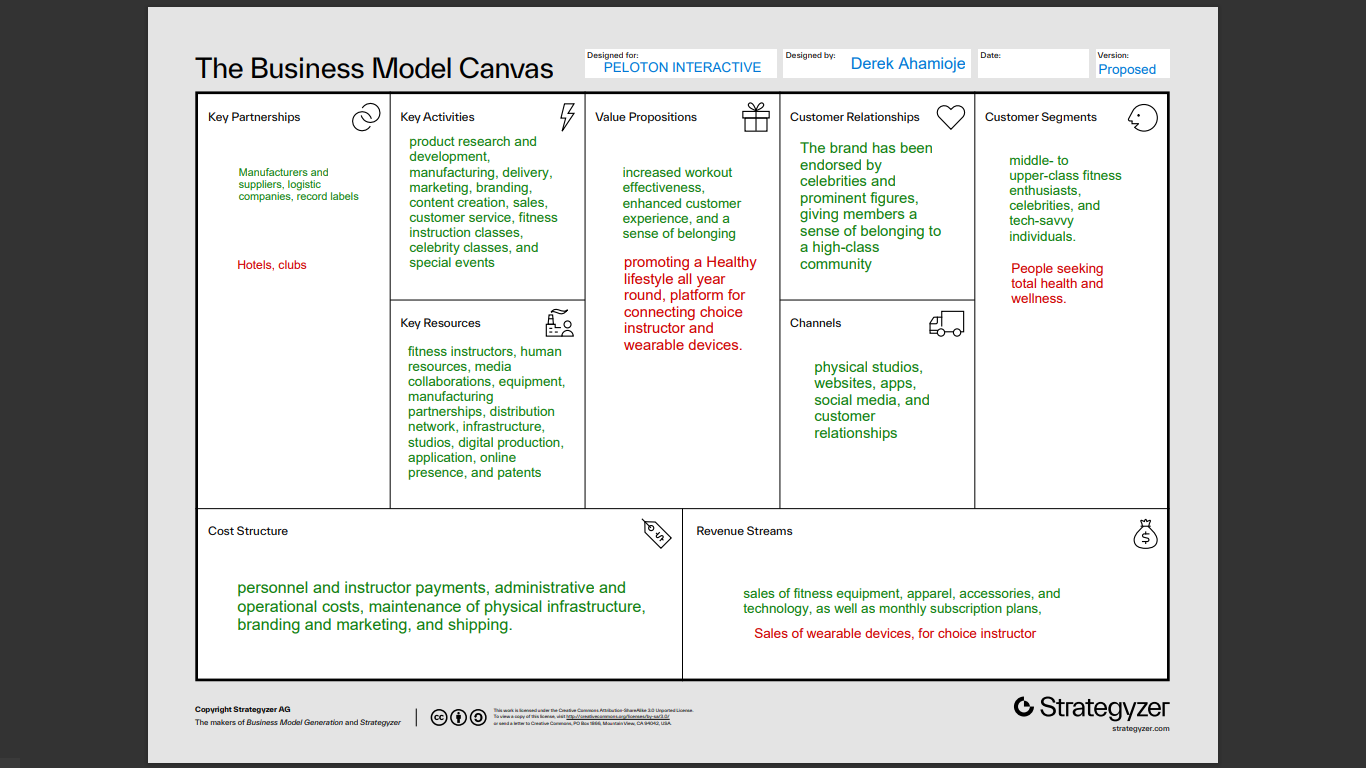 The Business Model Canvas
Designed for:
PELOTON INTERACTIVE
Designed by:
Derek Ahamioje
Date:
Version:
Proposed
Key Partnerships
Manufacturers and
suppliers, logistic
companies, record labels
Hotels, clubs
Key Activities
product research and
development,
manufacturing, delivery,
marketing, branding,
content creation, sales,
customer service, fitness
instruction classes,
celebrity classes, and
special events
Key Resources
fitness instructors, human
resources, media
collaborations, equipment,
manufacturing
partnerships, distribution
network, infrastructure,
studios, digital production,
application, online
presence, and patents
Value Propositions
increased workout
effectiveness,
enhanced customer
experience, and a
sense of belonging
promoting a Healthy
lifestyle all year
round, platform for
connecting choice
instructor and
wearable devices.
Customer Relationships
The brand has been
endorsed by
celebrities and
prominent figures,
giving members a
sense of belonging to
a high-class
community
Channels
physical studios,
websites, apps,
social media, and
customer
relationships
Customer Segments
middle- to
upper-class fitness
enthusiasts,
celebrities, and
tech-savvy
individuals.
People seeking
total health and
wellness.
Cost Structure
personnel and instructor payments, administrative and
operational costs, maintenance of physical infrastructure,
branding and marketing, and shipping.
Revenue Streams
$
sales of fitness equipment, apparel, accessories, and
technology, as well as monthly subscription plans,
Sales of wearable devices, for choice instructor
Copyright Strategyzer AG
The makers of Business Model Generation and Strategyzer
cc
This work is licensed under the Creative Commons Attribution-ShareAlike 3.0 Unported License.
To view a copy of this license, visit http://creativecommons.org/licenses/by-sa/3.0/
or send a letter to Creative Commons, PO Box 1866, Mountain View, CA 94042, USA.
Strategyzer
strategyzer.com